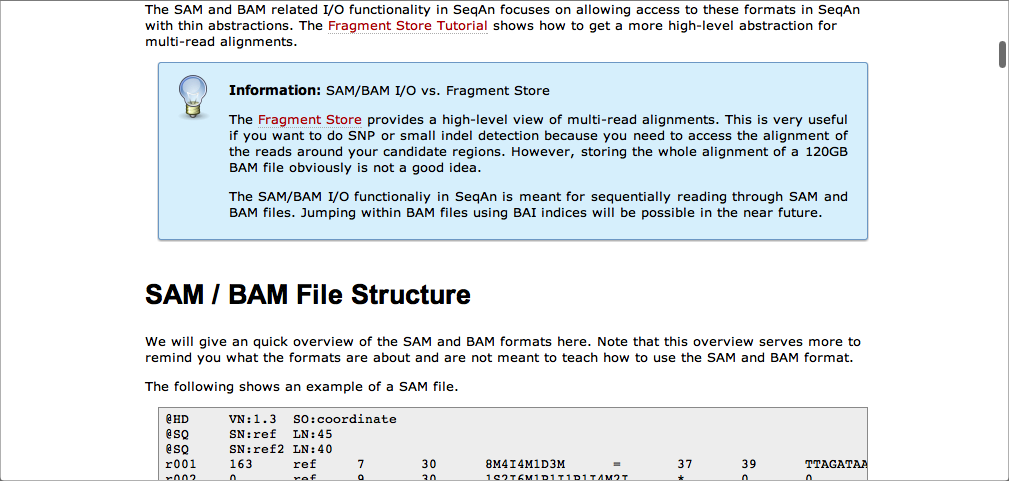 The SAM and BAM related I/O functionality in SeqAn focuses on allowing access to these formats in SeqAn
with thin abstractions. The Fragment Store Tutorial shows how to get a more high-level abstraction for
multi-read alignments.
Information: SAM/BAM I/O vs. Fragment Store
The Fragment Store provides a high-level view of multi-read alignments. This is very useful
if you want to do SNP or small indel detection because you need to access the alignment of
the reads around your candidate regions. However, storing the whole alignment of a 120GB
BAM file obviously is not a good idea.
The SAM/BAM I/O functionaliy in SeqAn is meant for sequentially reading through SAM and
BAM files. Jumping within BAM files using BAI indices will be possible in the near future.
SAM / BAM File Structure
We will give an quick overview of the SAM and BAM formats here. Note that this overview serves more to
remind you what the formats are about and are not meant to teach how to use the SAM and BAM format.
The following shows an example of a SAM file.
@HD VN:1.3 SO:coordinate
@SQ SN:ref LN:45
@SQ SN:ref2 LN:40
r001 163 ref 7 30 8M4I4M1D3M = 37 39 TTAGATAA
r002 0 ref 9 30 1S2I6M1P1I1P1I4M2I * 0 0